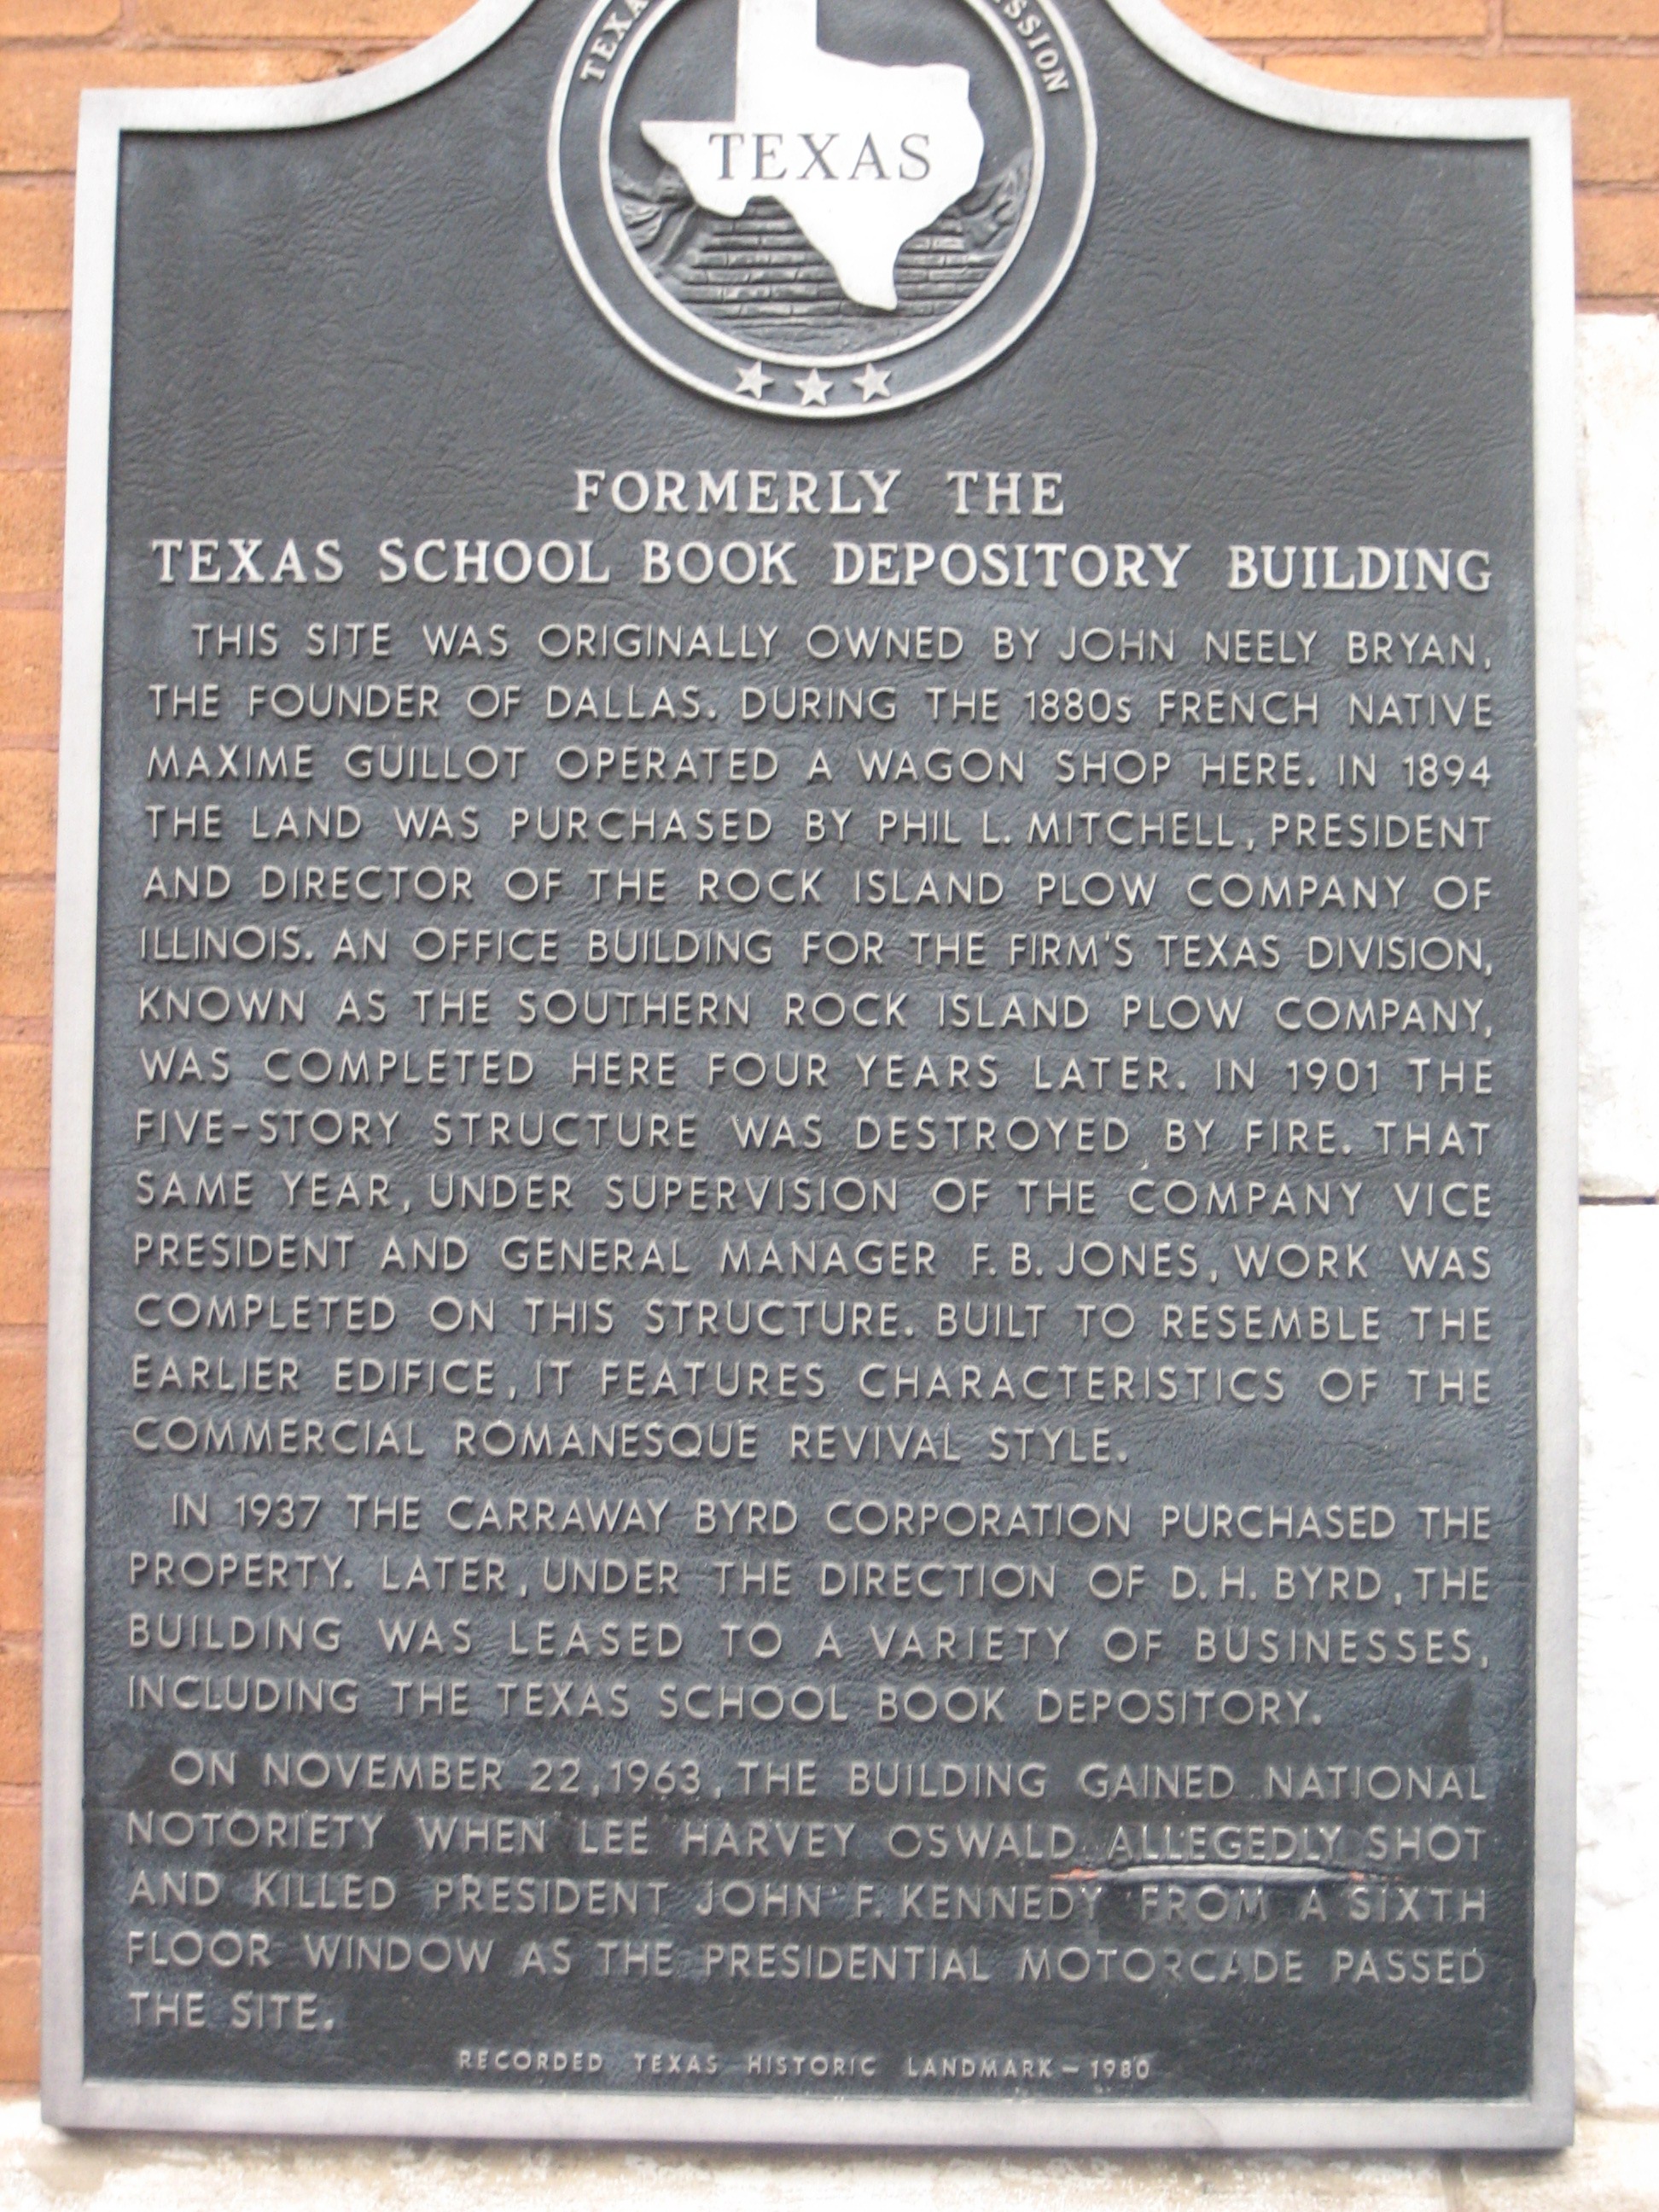 TEXAS
FORMERLY THE
TEXAS SCHOOL BOOK DEPOSITORY BUILDING
THIS SITE WAS ORIGINALLY OWNED BY JOHN NEELY BRYAN,
THE FOUNDER OF DALLAS. DURING THE 1880s FRENCH NATIVE
MAXIME GUILLOT OPERATED A WAGON SHOP HERE. IN 1894
THE LAND WAS PURCHASED BY PHIL L. MITCHELL, PRESIDENT
AND DIRECTOR OF THE ROCK ISLAND PLOW COMPANY OF
ILLINOIS. AN OFFICE BUILDING FOR THE FIRM'S TEXAS DIVISION,
KNOWN AS THE SOUTHERN ROCK ISLAND PLOW COMPANY,
WAS COMPLETED HERE FOUR YEARS LATER. IN 1901 THE
FIVE-STORY STRUCTURE WAS DESTROYED BY FIRE. THAT
SAME YEAR, UNDER SUPERVISION OF THE COMPANY VICE
PRESIDENT AND GENERAL MANAGER F. B. JONES, WORK WAS
COMPLETED ON THIS STRUCTURE. BUILT TO RESEMBLE THE
EARLIER EDIFICE, IT FEATURES CHARACTERISTICS OF THE
COMMERCIAL ROMANESQUE REVIVAL STYLE.
IN 1937 THE CARRAWAY BYRD CORPORATION PURCHASED THE
PROPERTY. LATER, UNDER THE DIRECTION OF D. H. BYRD, THE
BUILDING WAS LEASED TO A VARIETY OF BUSINESSES,
INCLUDING THE TEXAS SCHOOL BOOK DEPOSITORY.
ON NOVEMBER 22, 1963, THE BUILDING GAINED NATIONAL
NOTORIETY WHEN LEE HARVEY OSWALD ALLEGEDLY SHOT
AND KILLED PRESIDENT JOHN F. KENNEDY FROM A SIXTH
FLOOR WINDOW AS THE PRESIDENTIAL MOTORCADE PASSED
THE SITE.
RECORDED TEXAS HISTORIC LANDMARK – 1980